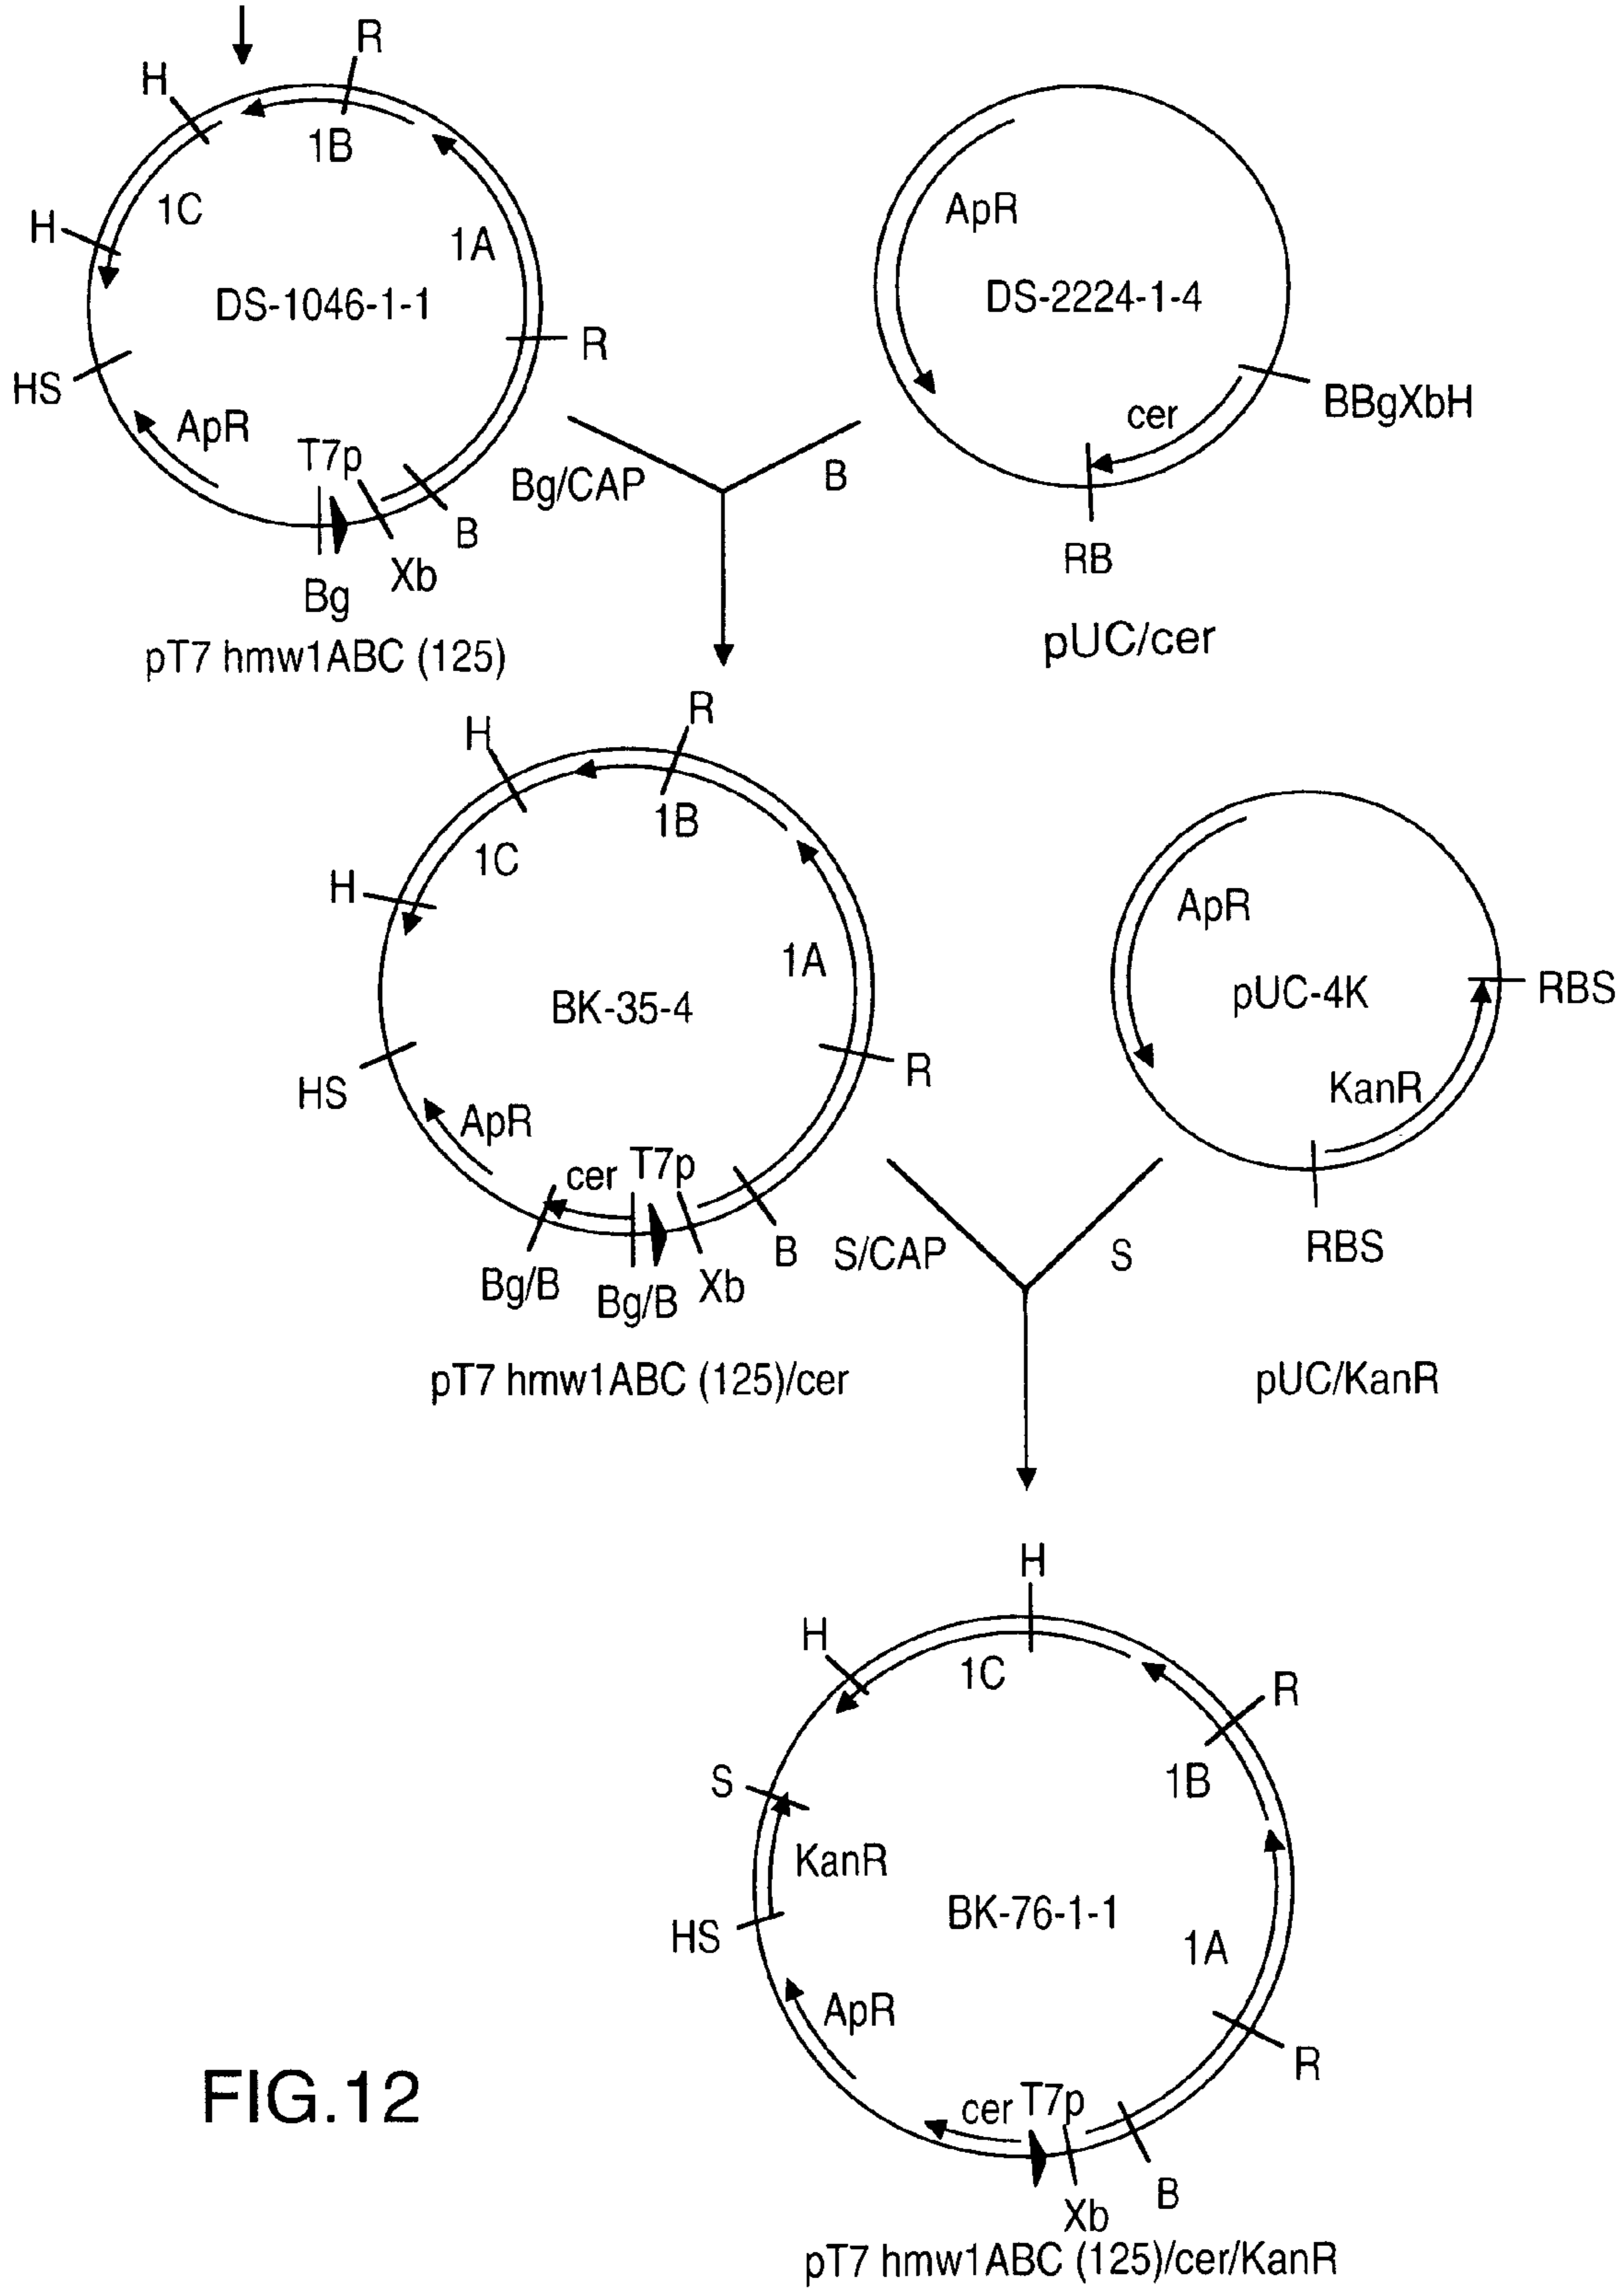 R
H
1B
1C
H
1A
DS-1046-1-1
R
HS
ApR
T7p
B
Xb
Bg
pT7 hmw1ABC (125)
ApR
DS-2224-1-4
BBgXbH
cer
RB
pUC/cer
Bg/CAP
B
R
H
1B
1C
H
1A
BK-35-4
R
HS
ApR
cer
T7p
B
Xb
Bg/B
Bg/B
pT7 hmw1ABC (125)/cer
ApR
pUC-4K
RBS
KanR
RBS
pUC/KanR
S/CAP
S
H
H
1C
R
1B
S
KanR
BK-76-1-1
HS
1A
ApR
R
cer
T7p
B
Xb
pT7 hmw1ABC (125)/cer/KanR
FIG.12